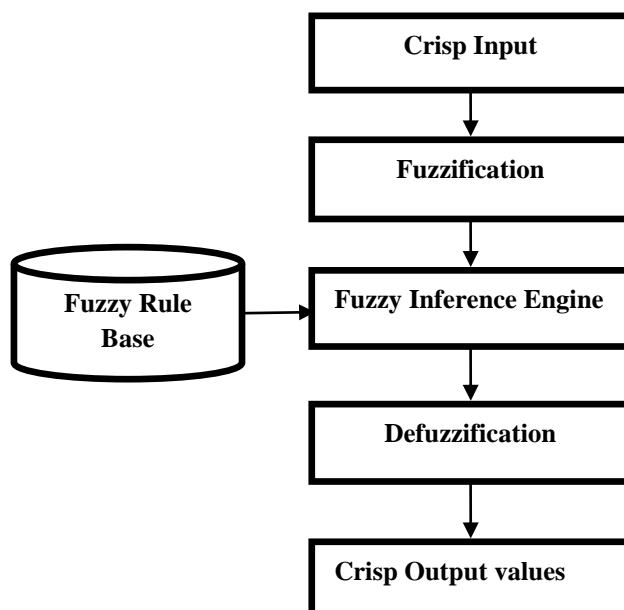 Crisp Input
Fuzzification
Fuzzy Rule
Base
Fuzzy Inference Engine
Defuzzification
Crisp Output values